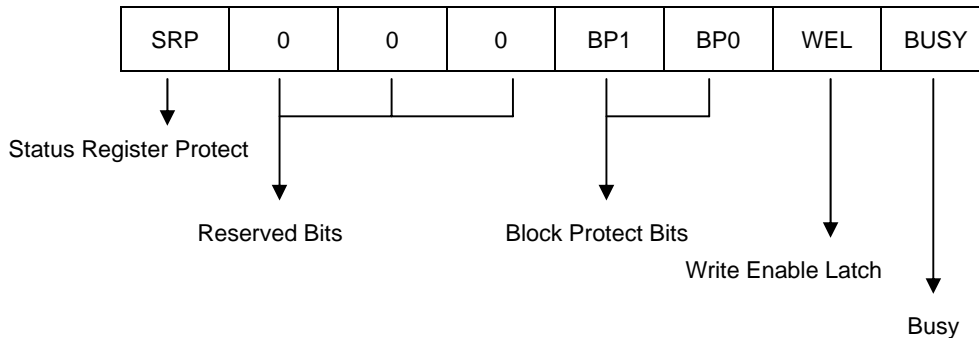 SRP 0 0 0 BP1 BP0 WEL BUSY
Status Register Protect
Reserved Bits
Block Protect Bits
Write Enable Latch
Busy